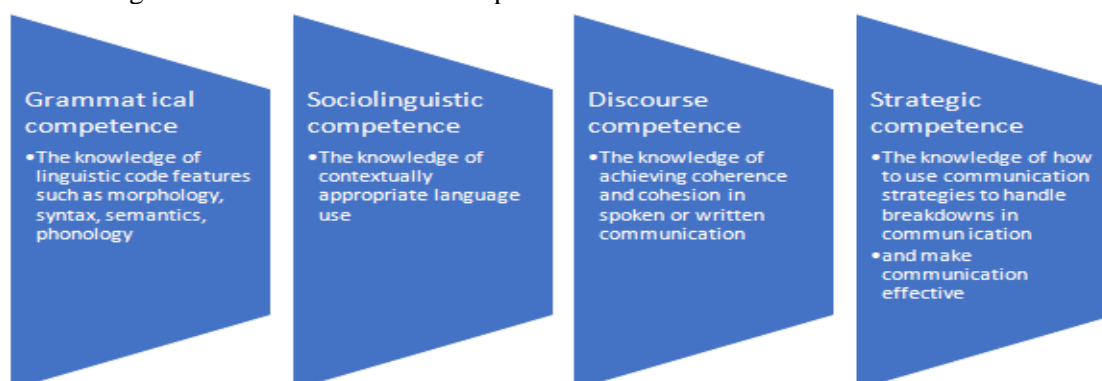 Grammat ical
competence
•The knowledge of
linguistic code features
such as morphology,
syntax, semantics,
phonology
Sociolinguistic
competence
•The knowledge of
contextually
appropriate language
use
Discourse
competence
•The knowledge of
achieving coherence
and cohesion in
spoken or written
communication
Strategic
competence
•The knowledge of how
to use communication
strategies to handle
breakdowns in
commun ication
•and make
communication
effective